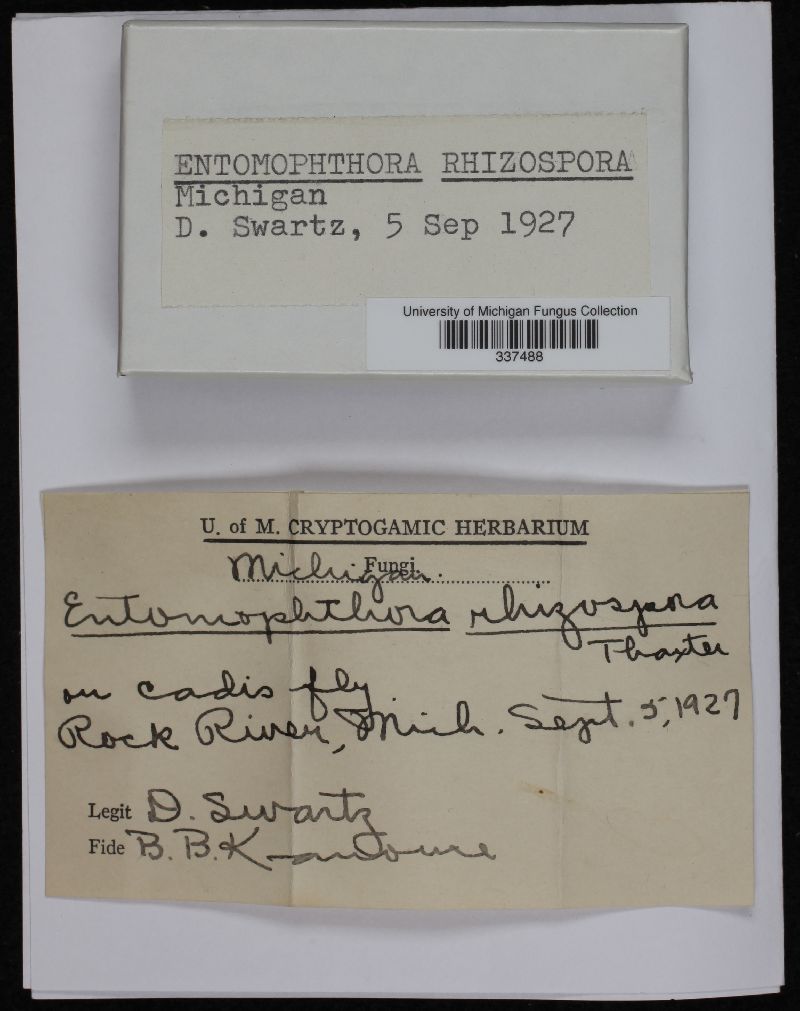 ENTOMOPHTHORA RHIZOSPORA
Michigan
D. Swartz, 5 Sep 1927
University of Michigan Fungus Collection
337488
U. of M. CRYPTOGAMIC HERBARIUM
Fungi
Michigan.
Entomophthora rhizospora
Thaxter
on cadis fly
Rock River, Mich. Sept. 5, 1927
Legit D. Swartz
Fide B. B. Kanouse